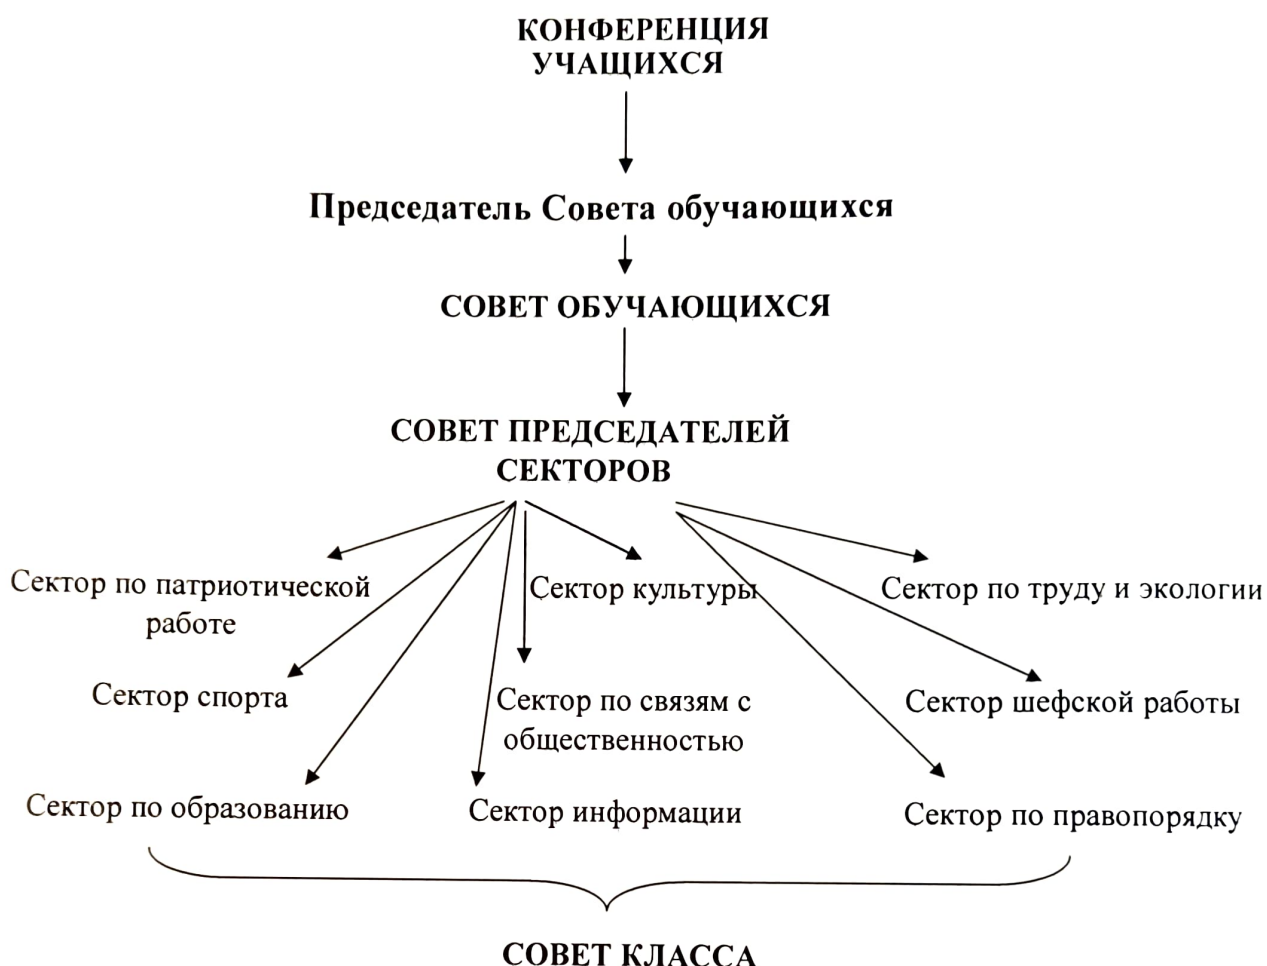 КОНФЕРЕНЦИЯ
УЧАЩИХСЯ
Председатель Совета обучающихся
СОВЕТ ОБУЧАЮЩИХСЯ
СОВЕТ ПРЕДСЕДАТЕЛЕЙ
СЕКТОРОВ
Сектор по патриотической
работе
Сектор культуры
Сектор по труду и экологии
Сектор спорта
Сектор по связям с
общественностью
Сектор шефской работы
Сектор по образованию
Сектор информации
Сектор по правопорядку
СОВЕТ КЛАССА